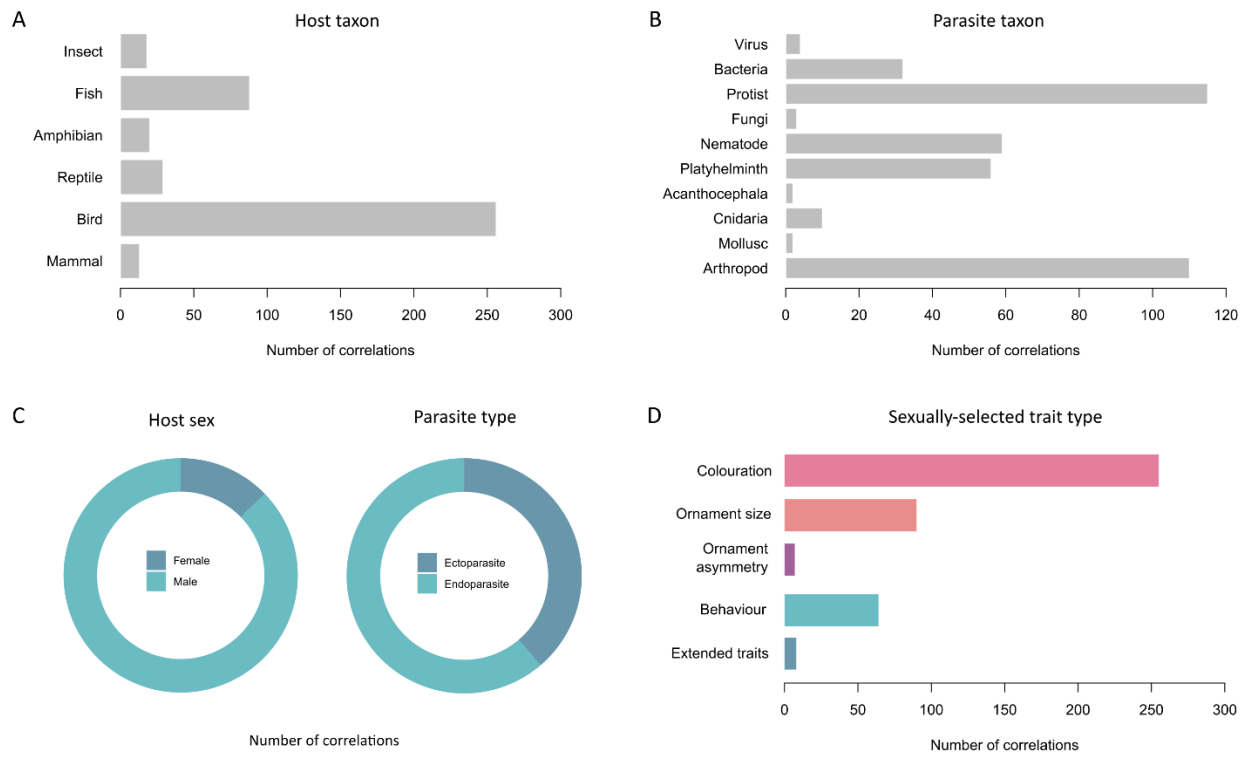 A
Host taxon
Insect
Fish
Amphibian
Reptile
Bird
Mammal
0 50 100 150 200 250 300
Number of correlations
B
Parasite taxon
Virus
Bacteria
Protist
Fungi
Nematode
Platyhelminth
Acanthocephala
Cnidaria
Mollusc
Arthropod
0 20 40 60 80 100 120
Number of correlations
C
Host sex
Female
Male
Parasite type
Ectoparasite
Endoparasite
Number of correlations
D
Sexually-selected trait type
Colouration
Ornament size
Ornament
asymmetry
Behaviour
Extended traits
0 50 100 150 200 250 300
Number of correlations